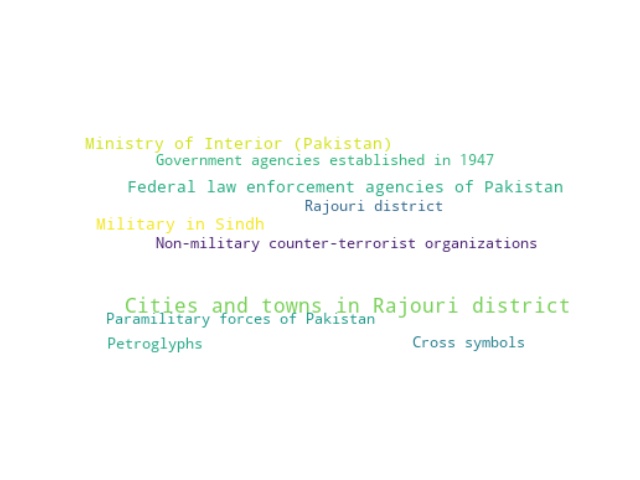 Ministry of Interior (Pakistan)
Government agencies established in 1947
Federal law enforcement agencies of Pakistan
Rajouri district
Military in Sindh
Non-military counter-terrorist organizations
Cities and towns in Rajouri district
Paramilitary forces of Pakistan
Petroglyphs
Cross symbols